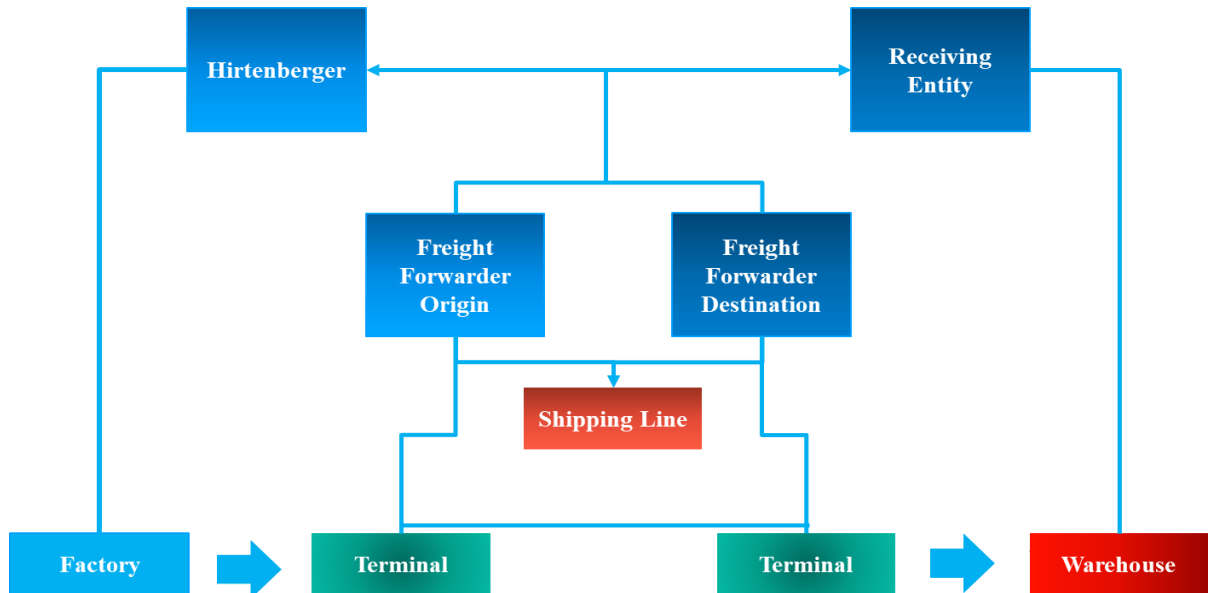 Hirtenberger
Receiving
Entity
Freight
Forwarder
Origin
Freight
Forwarder
Destination
Shipping Line
Factory
Terminal
Terminal
Warehouse